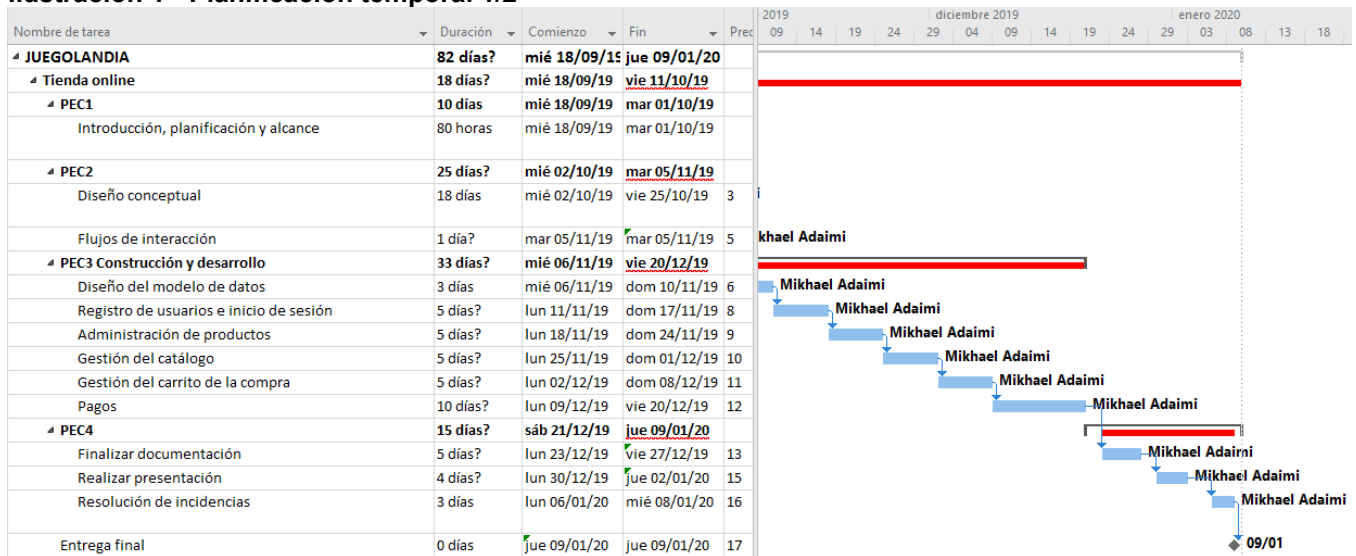 2019 diciembre 2019 enero 2020
Nombre de tarea Duración Comienzo Fin 09 14 19 24 29 04 09 14 19 24 29 03 08 13 18
JUEGOLANDIA 82 días? mié 18/09/19 jue 09/01/20
Tienda online 18 días? mié 18/09/19 vie 11/10/19
PEC1 10 días mié 18/09/19 mar 01/10/19
Introducción, planificación y alcance 80 horas mié 18/09/19 mar 01/10/19
PEC2 25 días? mié 02/10/19 mar 05/11/19
Diseño conceptual 18 días mié 02/10/19 vie 25/10/19 3
Flujos de interacción 1 día? mar 05/11/19 mar 05/11/19 5 khael Adaimi
PEC3 Construcción y desarrollo 33 días? mié 06/11/19 vie 20/12/19
Diseño del modelo de datos 3 días mié 06/11/19 dom 10/11/19 6 Mikhael Adaimi
Registro de usuarios e inicio de sesión 5 días? lun 11/11/19 dom 17/11/19 8 Mikhael Adaimi
Administración de productos 5 días? lun 18/11/19 dom 24/11/19 9 Mikhael Adaimi
Gestión del catálogo 5 días? lun 25/11/19 dom 01/12/19 10 Mikhael Adaimi
Gestión del carrito de la compra 5 días? lun 02/12/19 dom 08/12/19 11 Mikhael Adaimi
Pagos 10 días? lun 09/12/19 vie 20/12/19 12 Mikhael Adaimi
PEC4 15 días? sáb 21/12/19 jue 09/01/20
Finalizar documentación 5 días? lun 23/12/19 vie 27/12/19 13 Mikhael Adaimi
Realizar presentación 4 días? lun 30/12/19 jue 02/01/20 15 Mikhael Adaimi
Resolución de incidencias 3 días lun 06/01/20 mié 08/01/20 16 Mikhael Adaimi
Entrega final 0 días jue 09/01/20 jue 09/01/20 17 09/01